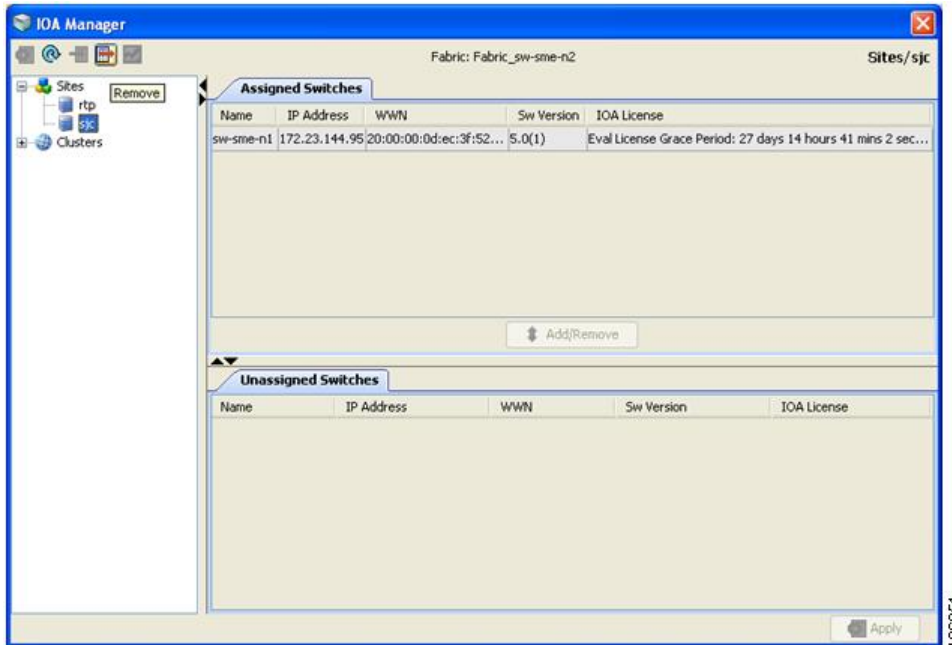 IOA Manager
Fabric: Fabric_sw-sme-n2
Sites/sjc
Sites
Remove
rtp
sjc
Clusters
Assigned Switches
Name IP Address WWN Sw Version IOA License
sw-sme-n1 172.23.144.95 20:00:00:0d:ec:3f:52... 5.0(1) Eval License Grace Period: 27 days 14 hours 41 mins 2 sec...
Add/Remove
Unassigned Switches
Name IP Address WWN Sw Version IOA License
Apply